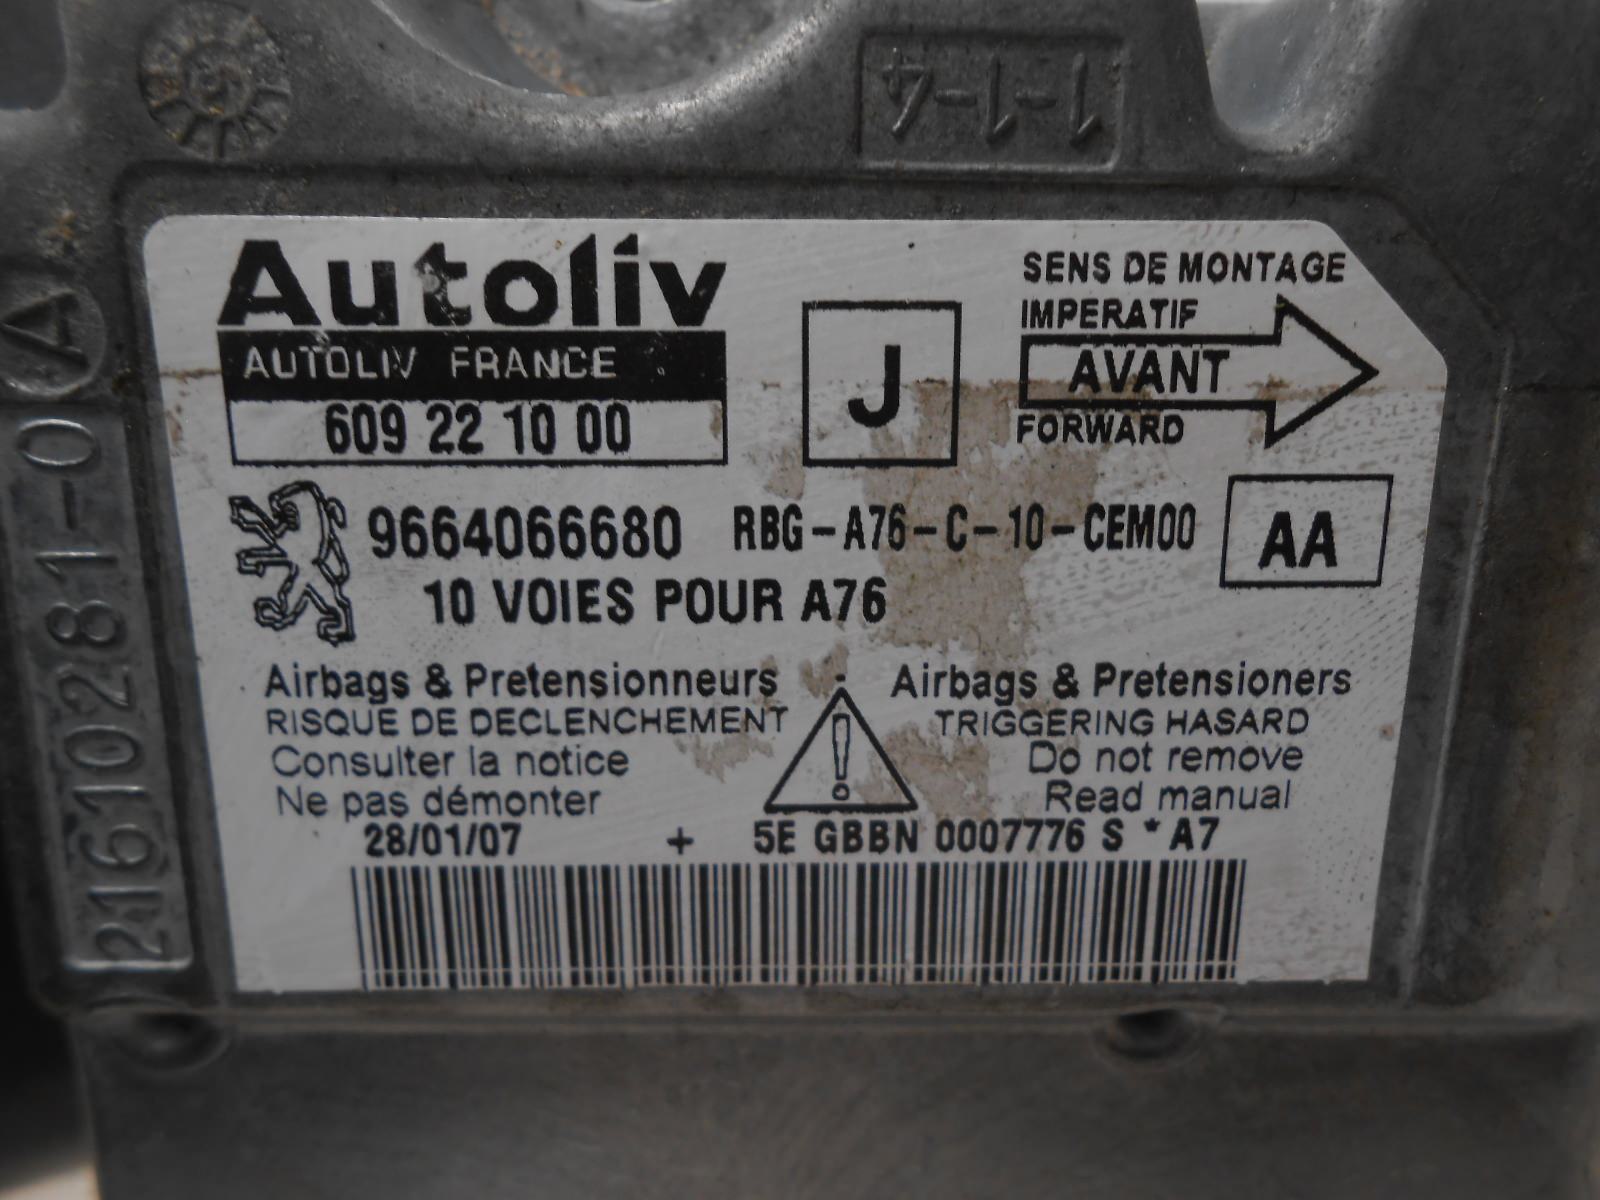 1-1-4
A
21610281-0
Autoliv
AUTOLIV FRANCE
609 22 10 00
J
SENS DE MONTAGE
IMPERATIF
AVANT
FORWARD
9664066680 RBG-A76-C-10-CEM00
AA
10 VOIES POUR A76
Airbags & Pretensionneurs
RISQUE DE DECLENCHEMENT
Consulter la notice
Ne pas démonter
!
Airbags & Pretensioners
TRIGGERING HASARD
Do not remove
Read manual
28/01/07 + 5E GBBN 0007776 S * A7